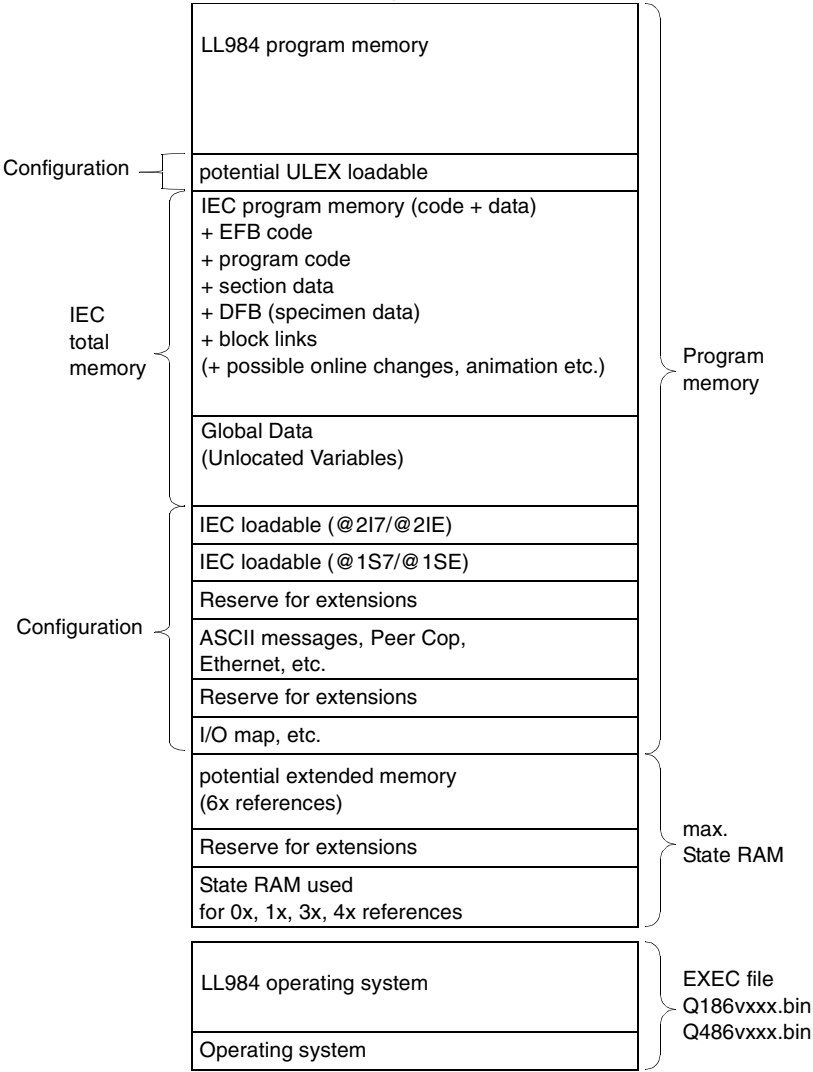 LL984 program memory
Configuration
potential ULEX loadable
IEC program memory (code + data)
+ EFB code
+ program code
+ section data
+ DFB (specimen data)
+ block links
(+ possible online changes, animation etc.)
IEC
total
memory
Program
memory
Global Data
(Unlocated Variables)
IEC loadable (@2I7/@2IE)
IEC loadable (@1S7/@1SE)
Reserve for extensions
Configuration
ASCII messages, Peer Cop,
Ethernet, etc.
Reserve for extensions
I/O map, etc.
potential extended memory
(6x references)
Reserve for extensions
State RAM used
for 0x, 1x, 3x, 4x references
max.
State RAM
LL984 operating system
Operating system
EXEC file
Q186vxxx.bin
Q486vxxx.bin